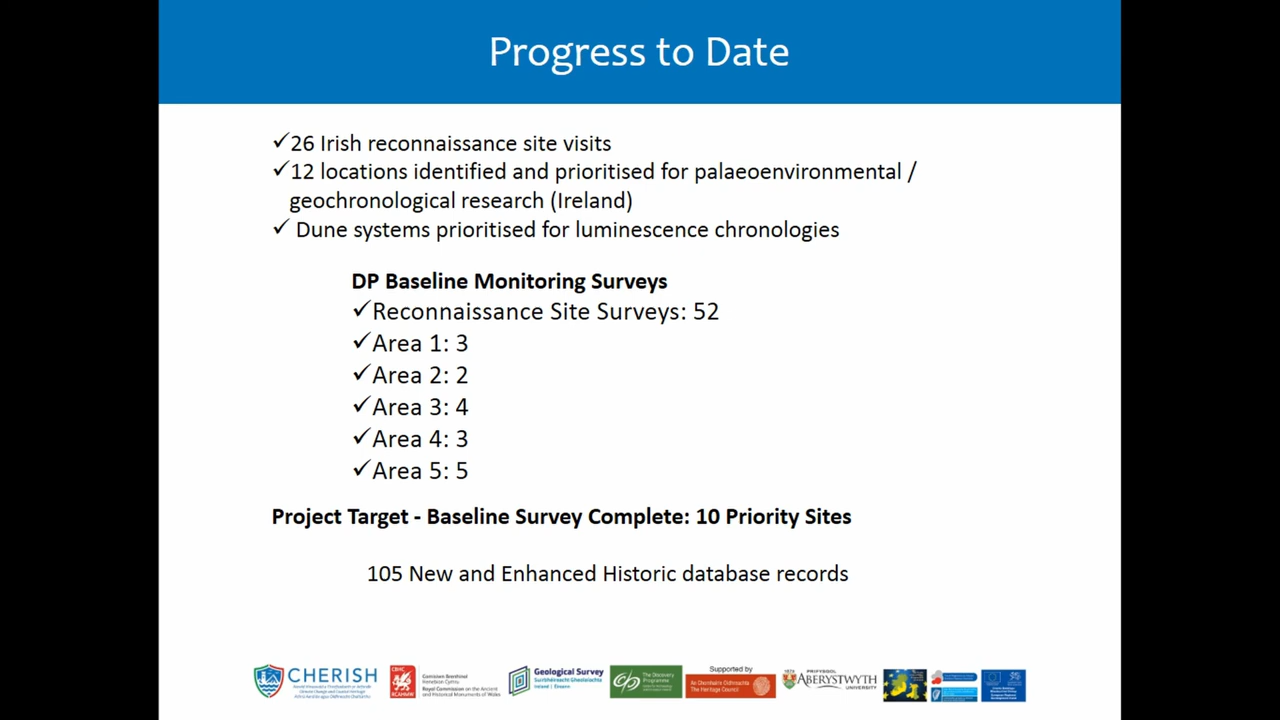 Progress to Date
✓26 Irish reconnaissance site visits
✓12 locations identified and prioritised for palaeoenvironmental /
geochronological research (Ireland)
✓ Dune systems prioritised for luminescence chronologies
DP Baseline Monitoring Surveys
✓Reconnaissance Site Surveys: 52
✓Area 1: 3
✓Area 2: 2
✓Area 3: 4
✓Area 4: 3
✓Area 5: 5
Project Target - Baseline Survey Complete: 10 Priority Sites
105 New and Enhanced Historic database records
CHERISH
CBHC
RCAHMW
Royal Commission on the Ancient
and Historical Monuments of Wales
Geological Survey
Suirbhéireacht Gheolaíochta
Ireland | Éireann
The Discovery
Programme
Supported by
An Chomhairle Oidhreachta
The Heritage Council
PRIFYSGOL
ABERYSTWYTH
UNIVERSITY